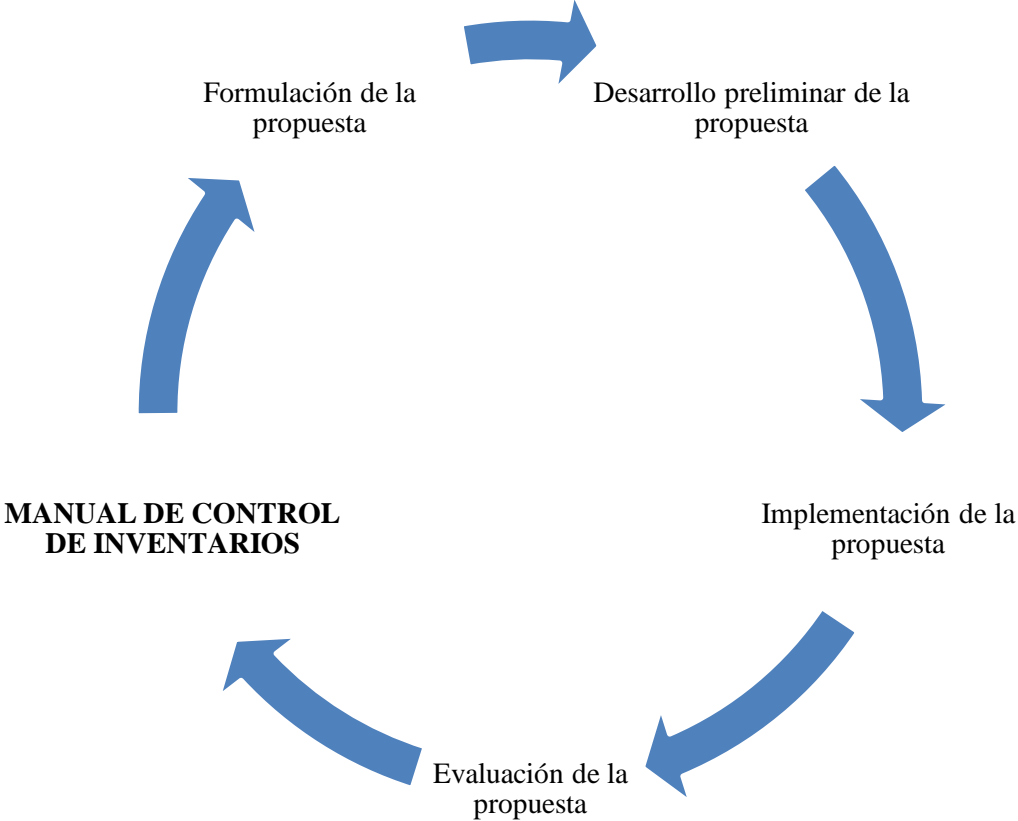 Formulación de la
propuesta
Desarrollo preliminar de la
propuesta
Implementación de la
propuesta
Evaluación de la
propuesta
MANUAL DE CONTROL
DE INVENTARIOS